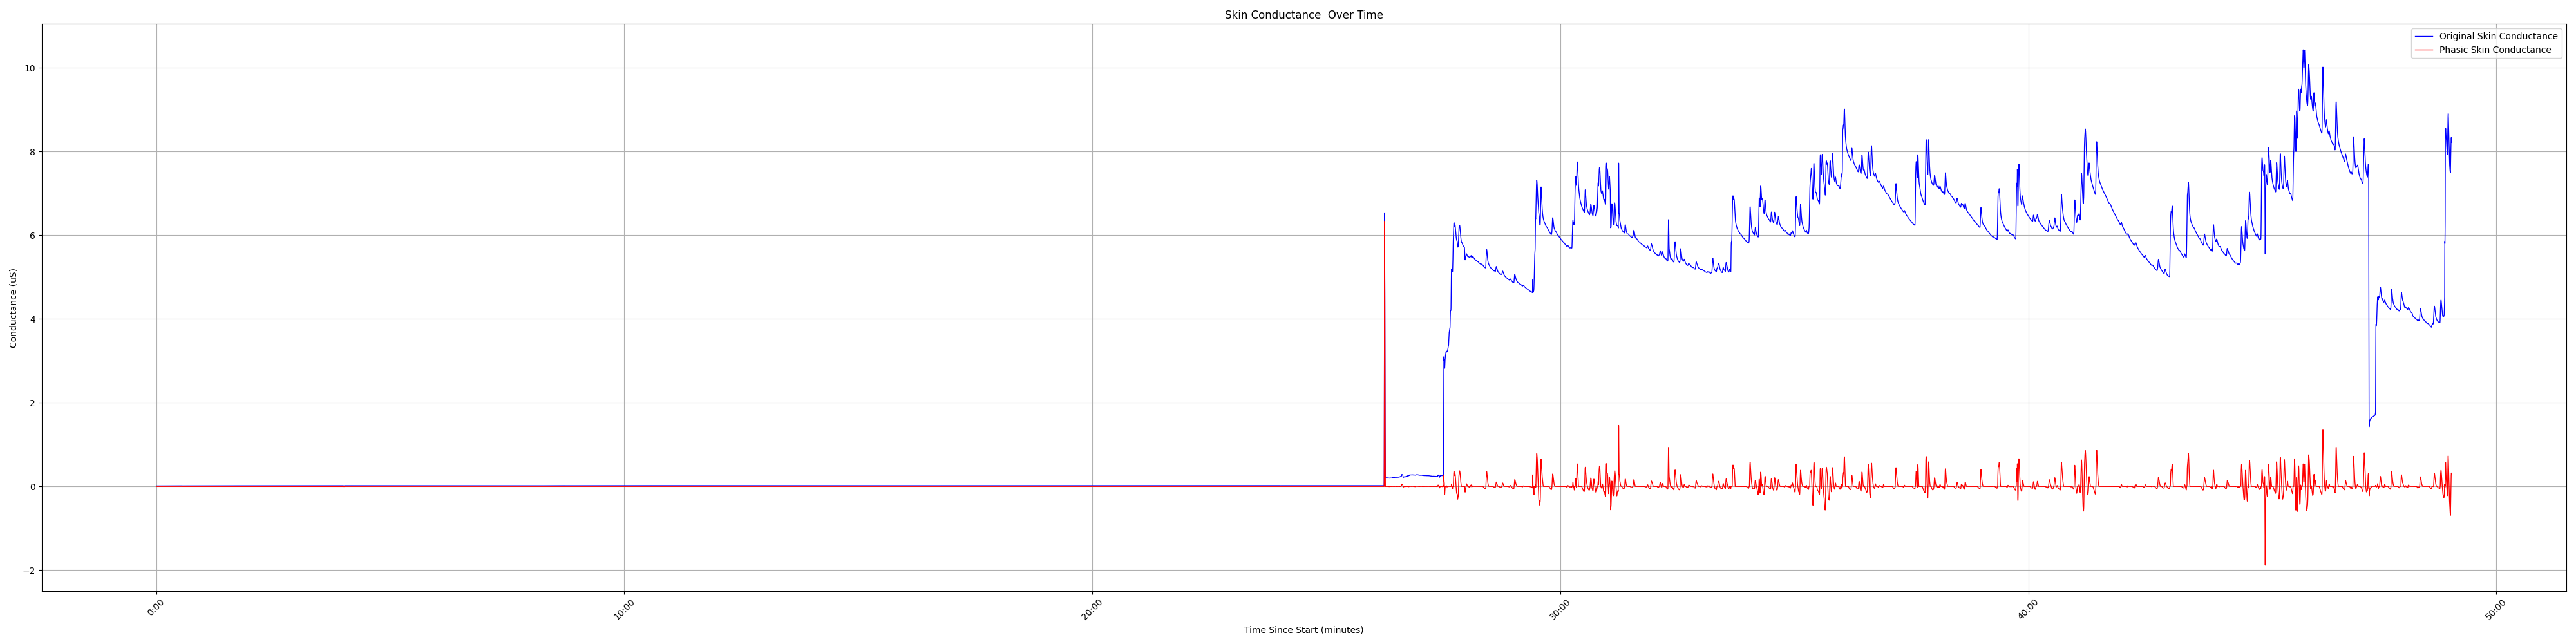 Skin Conductance  Over Time
Original Skin Conductance
Phasic Skin Conductance
Conductance (uS)
10
8
6
4
2
0
−2
0:00
10:00
20:00
30:00
40:00
50:00
Time Since Start (minutes)